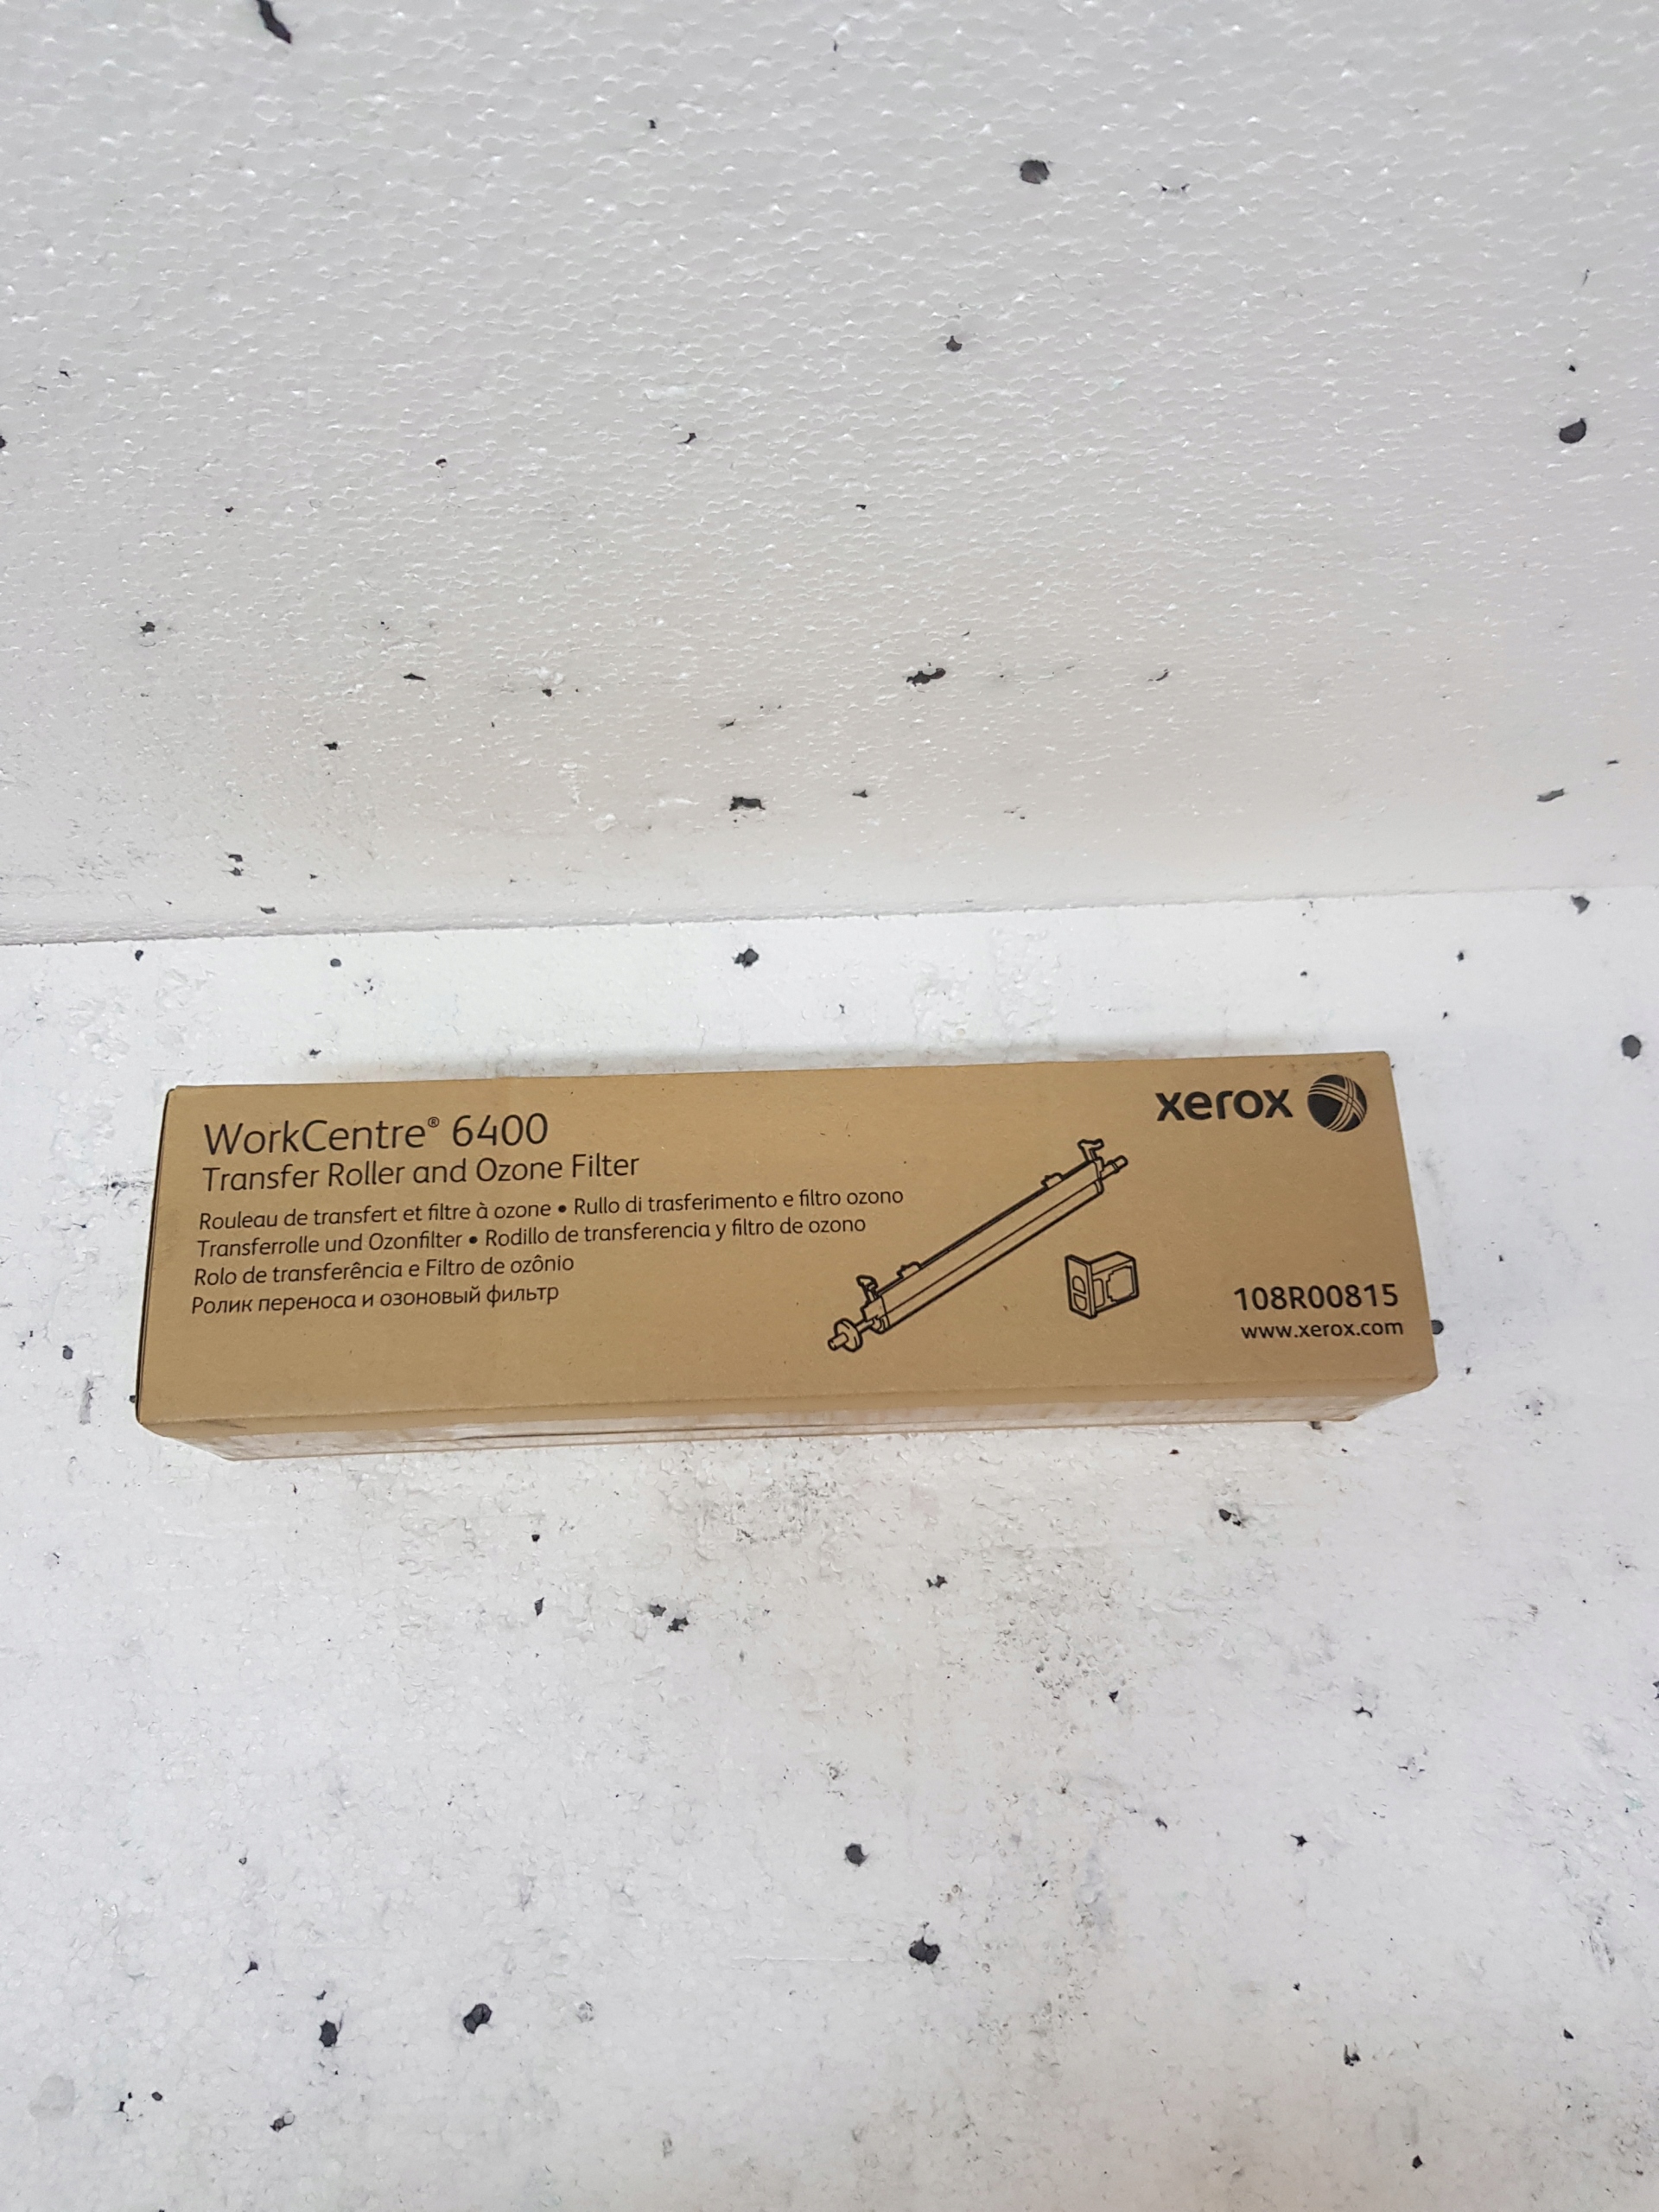 WorkCentre® 6400
Transfer Roller and Ozone Filter
Rouleau de transfert et filtre à ozone • Rullo di trasferimento e filtro ozono
Transferrolle und Ozonfilter • Rodillo de transferencia y filtro de ozono
Rolo de transferência e Filtro de ozônio
Ролик переноса и озоновый фильтр
xerox
108R00815
www.xerox.com